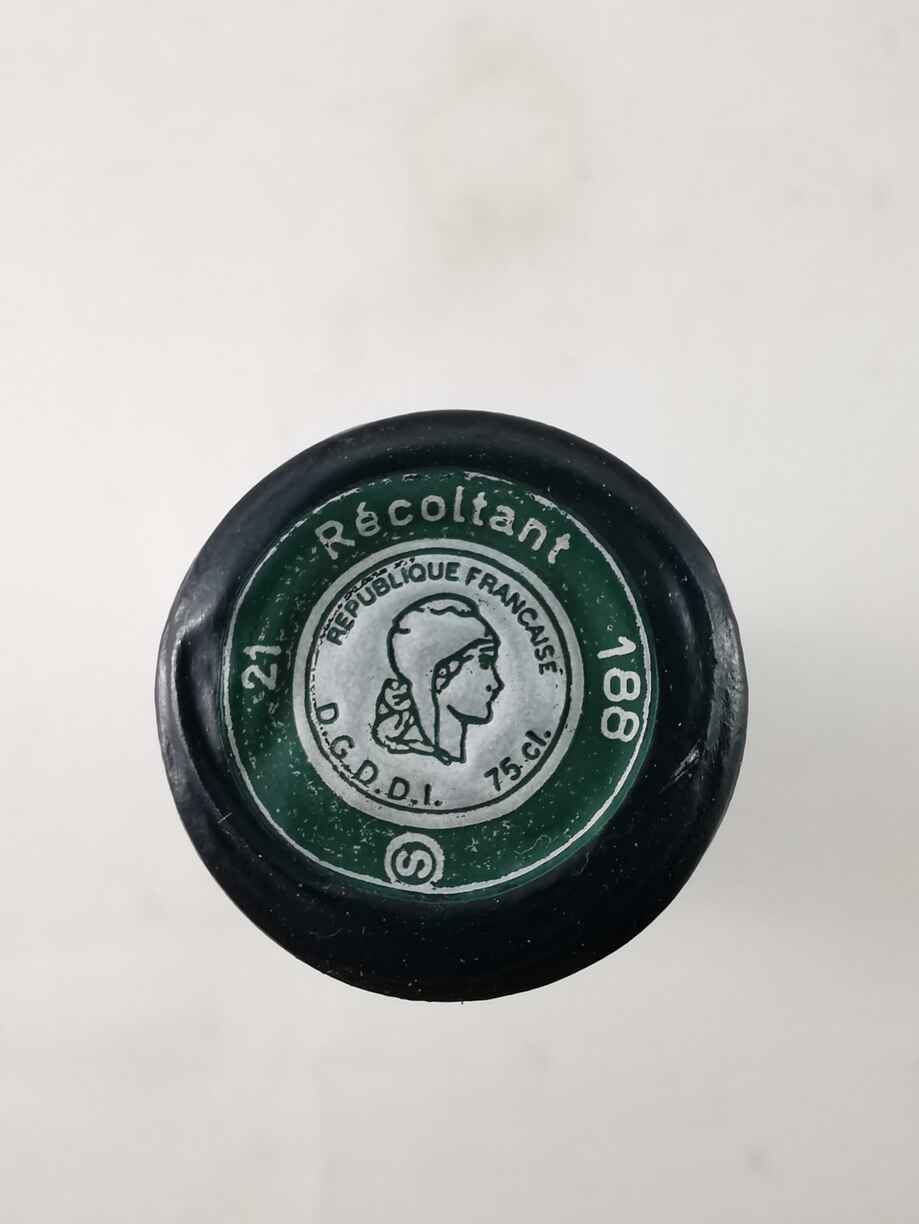 Récoltant
21
188
S
REPUBLIQUE FRANCAISE
D.G.D.D.I.
75 cl.